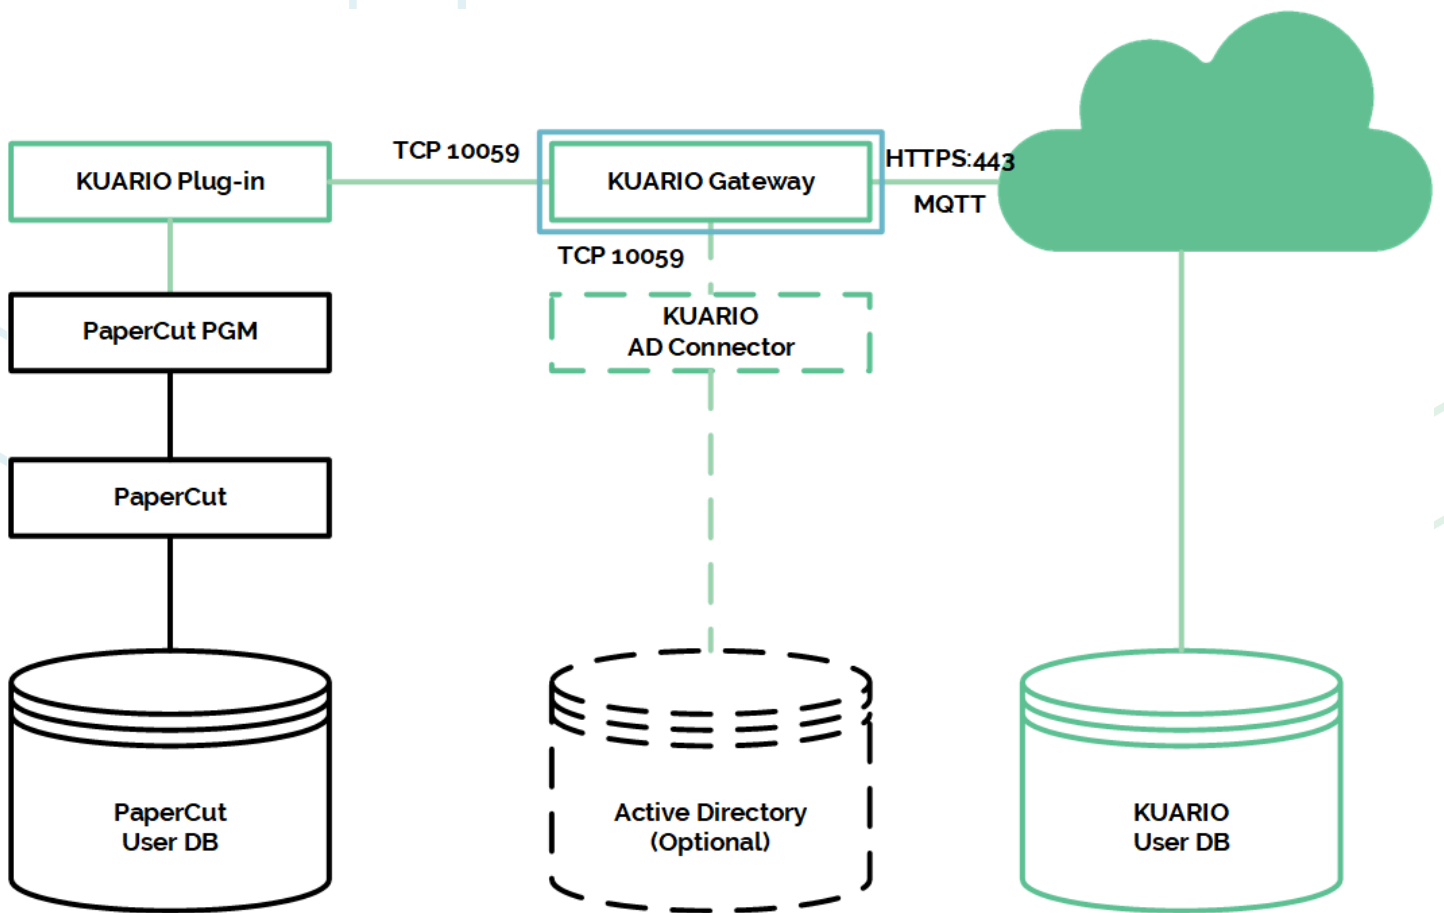 TCP 10059
KUARIO Plug-in
KUARIO Gateway
HTTPS:443
MQTT
TCP 10059
PaperCut PGM
KUARIO
AD Connector
PaperCut
PaperCut
User DB
Active Directory
(Optional)
KUARIO
User DB